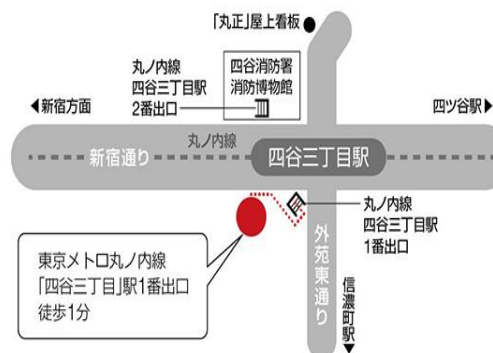 「丸正」屋上看板
丸ノ内線
四谷三丁目駅
2番出口
四谷消防署
消防博物館
◀新宿方面
四ツ谷駅▶
丸ノ内線
新宿通り
四谷三丁目駅
丸ノ内線
四谷三丁目駅
1番出口
外苑東通り
信濃町駅▼
東京メトロ丸ノ内線
「四谷三丁目」駅1番出口
徒歩1分